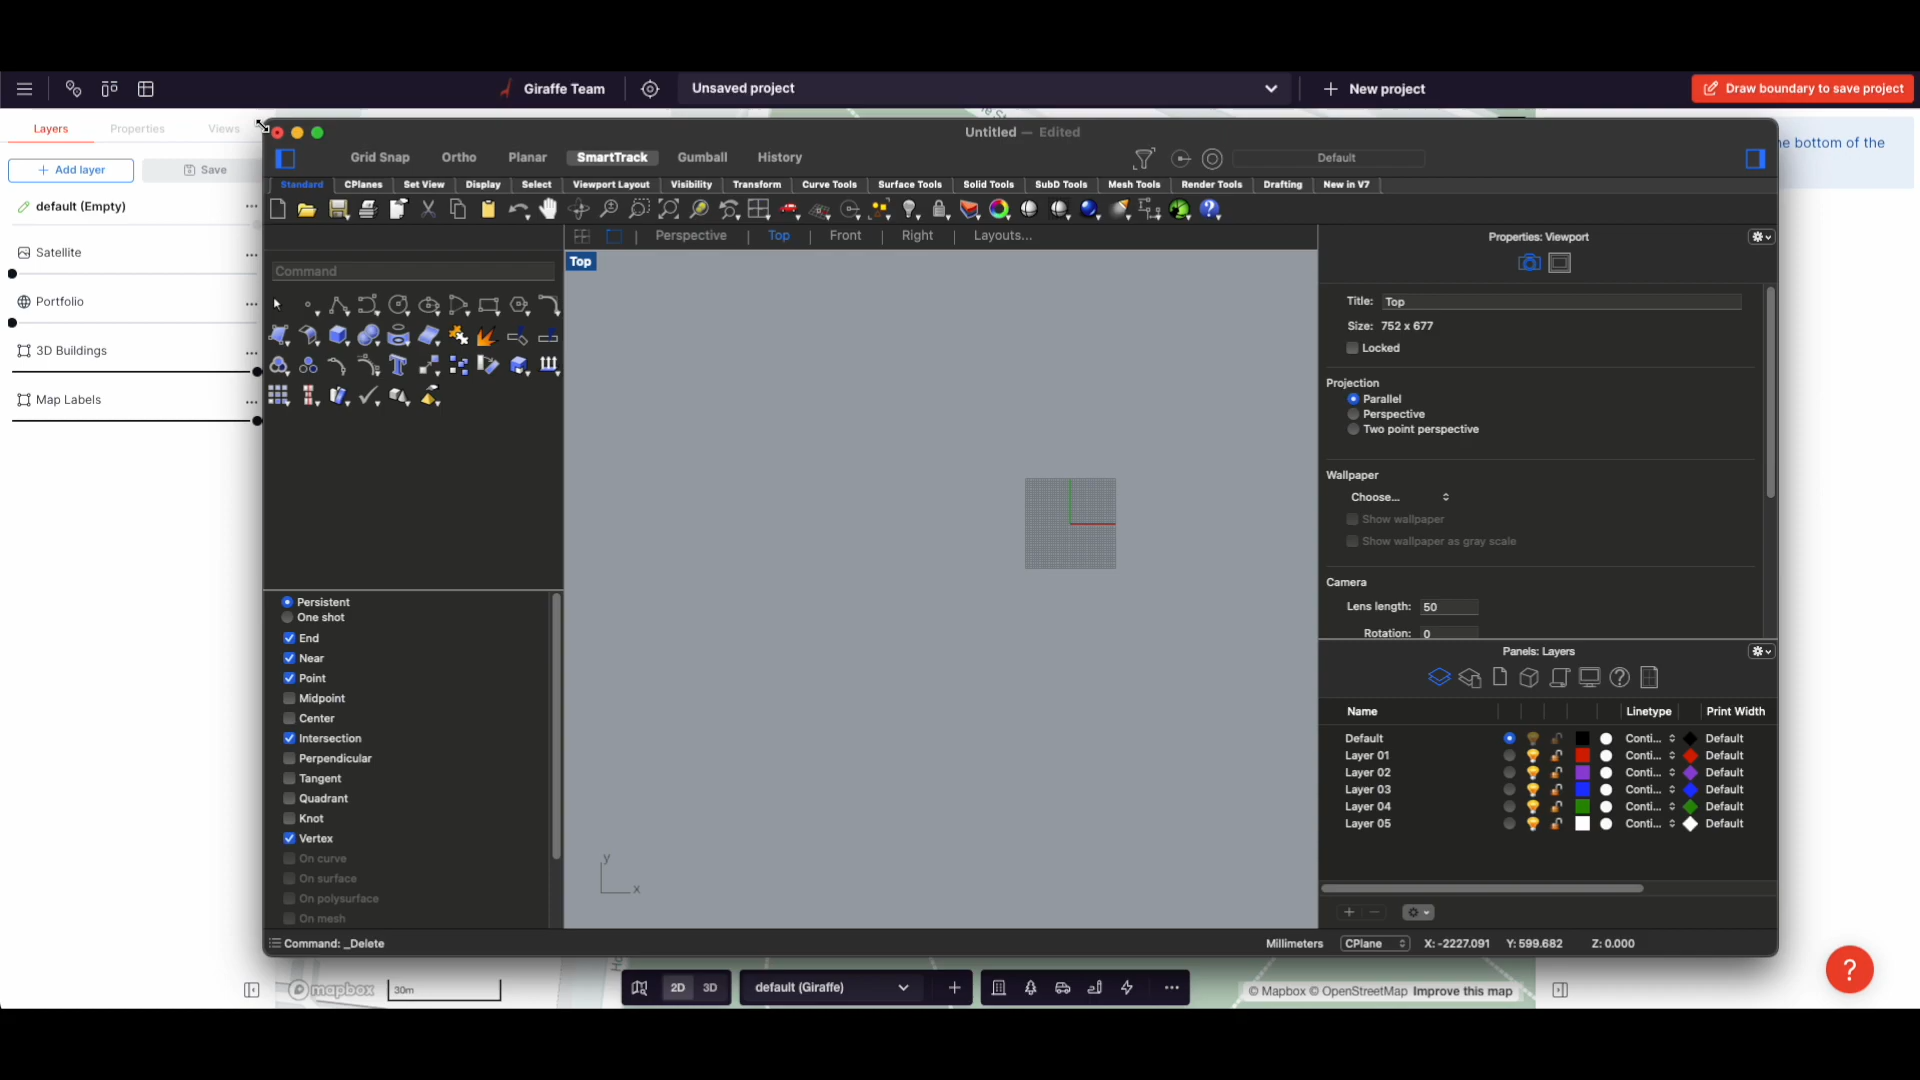 Giraffe Team
Unsaved project
New project
Draw boundary to save project
Layers
Properties
Views
Add layer
Save
default (Empty)
Satellite
Portfolio
3D Buildings
Map Labels
e bottom of the
Untitled — Edited
Grid Snap
Ortho
Planar
SmartTrack
Gumball
History
Default
Standard
CPlanes
Set View
Display
Select
Viewport Layout
Visibility
Transform
Curve Tools
Surface Tools
Solid Tools
SubD Tools
Mesh Tools
Render Tools
Drafting
New in V7
Perspective
Top
Front
Right
Layouts...
Command
Top
Persistent
One shot
End
Near
Point
Midpoint
Center
Intersection
Perpendicular
Tangent
Quadrant
Knot
Vertex
On curve
On surface
On polysurface
On mesh
y
x
Properties: Viewport
Title: Top
Size: 752 x 677
Locked
Projection
Parallel
Perspective
Two point perspective
Wallpaper
Choose...
Show wallpaper
Show wallpaper as gray scale
Camera
Lens length: 50
Rotation: 0
Panels: Layers
Name Linetype Print Width
Default Conti... Default
Layer 01 Conti... Default
Layer 02 Conti... Default
Layer 03 Conti... Default
Layer 04 Conti... Default
Layer 05 Conti... Default
Command: _Delete
Millimeters
CPlane
X: -2227.091
Y: 599.682
Z: 0.000
mapbox
30m
2D
3D
default (Giraffe)
© Mapbox © OpenStreetMap Improve this map
?